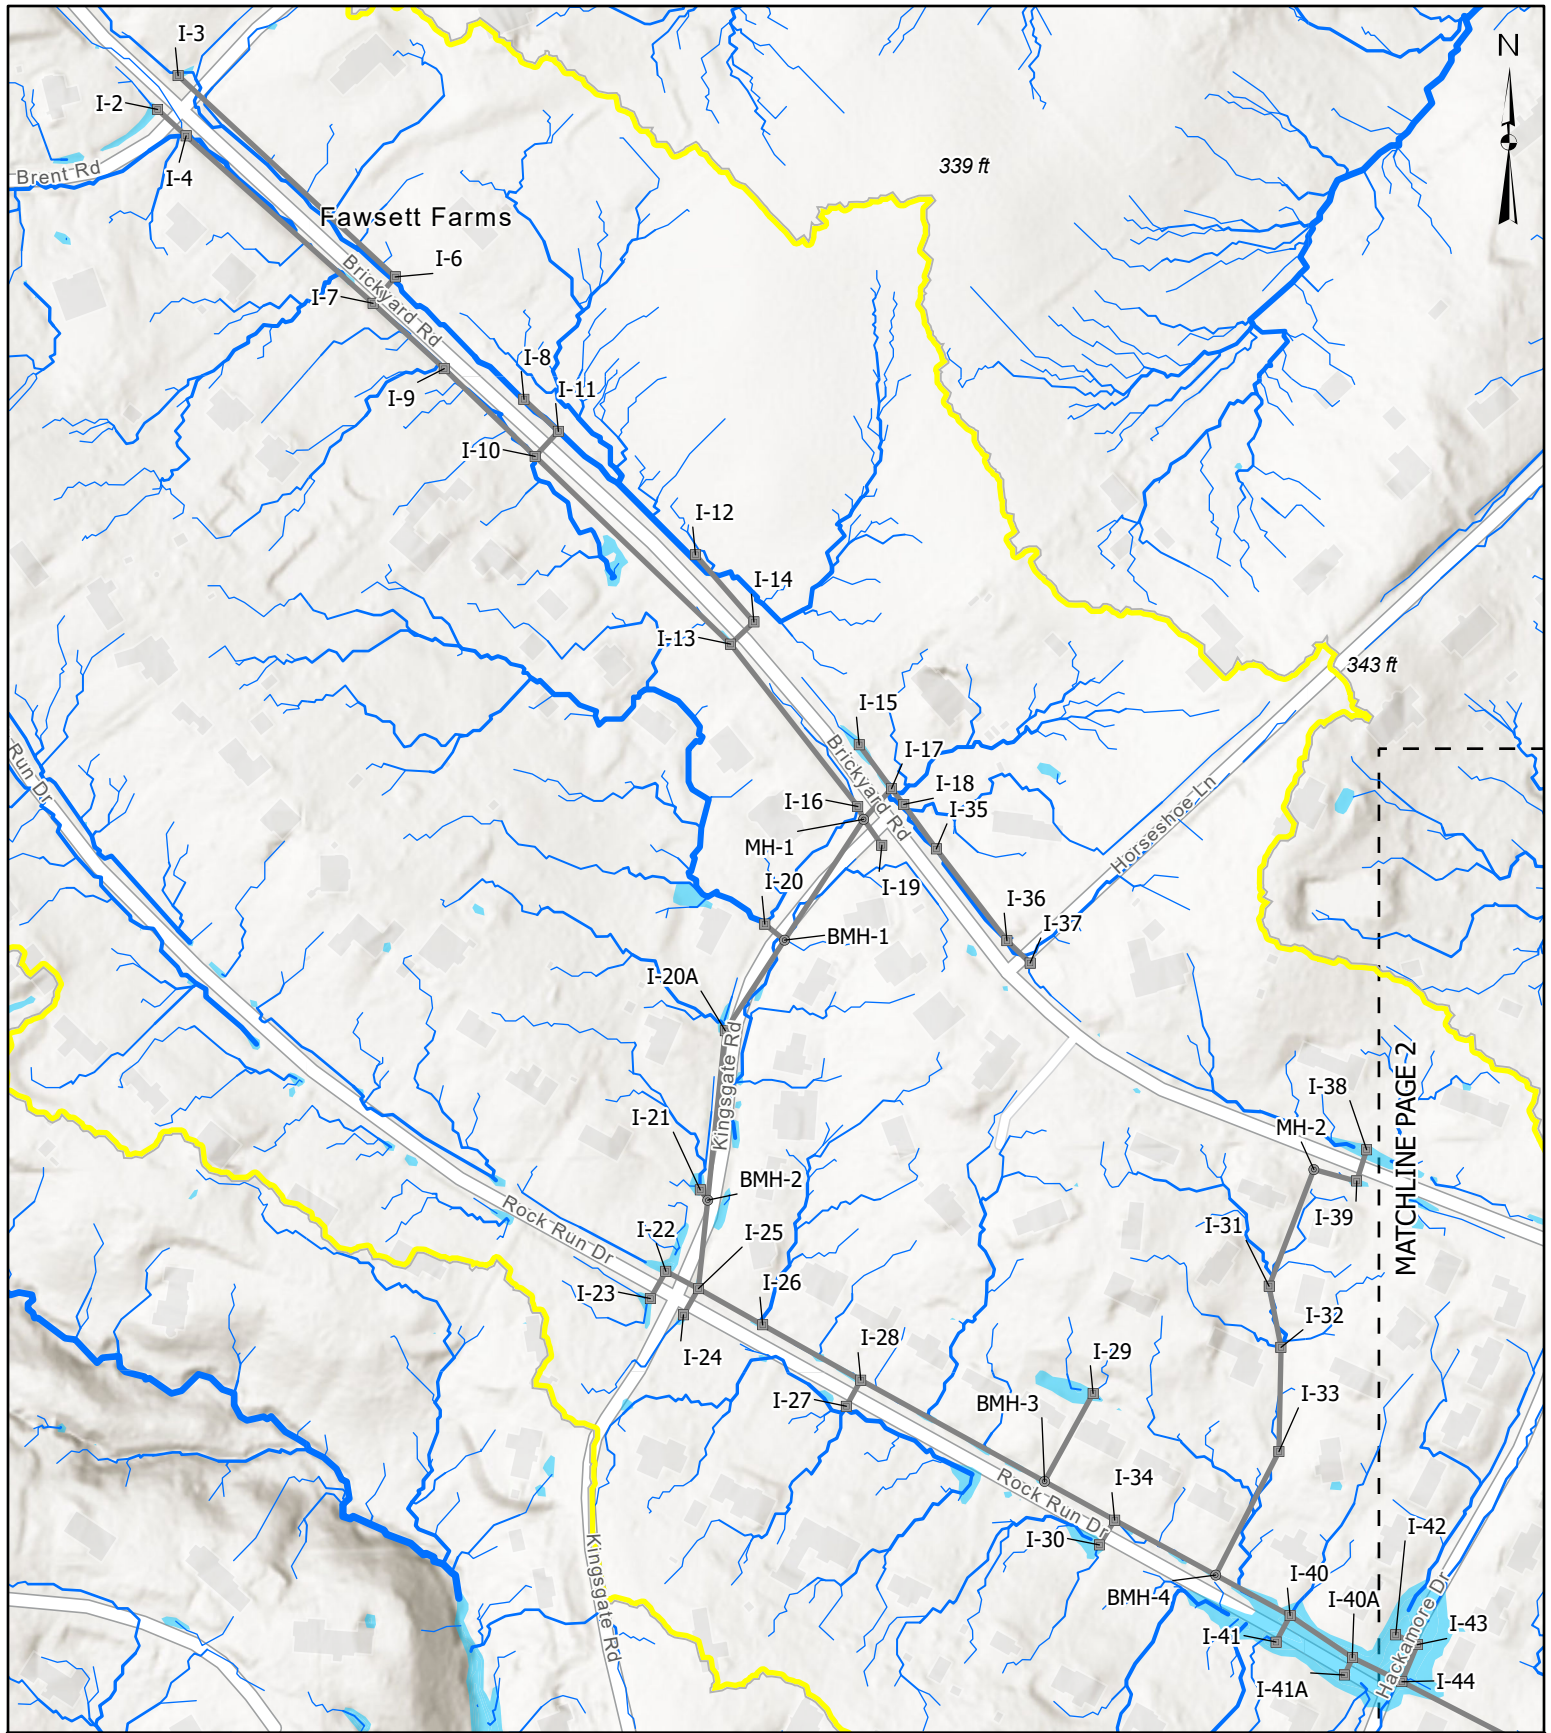 I-3
N
I-2
339 ft
Brent Rd
I-4
Fawsett Farms
I-6
Brickyard Rd
I-7
I-8
I-11
I-9
I-10
I-12
I-14
I-13
343 ft
I-15
Brickyard Rd
I-17
Run Dr
I-18
I-16
I-35
Horseshoe Ln
MH-1
I-20
I-19
I-36
I-37
BMH-1
I-20A
Kingsgate Rd
MATCHLINE PAGE 2
I-38
I-21
MH-2
BMH-2
Rock Run Dr
I-22
I-25
I-31
I-39
I-23
I-26
I-24
I-28
I-32
I-29
I-27
BMH-3
I-33
Rock Run Dr
I-34
I-42
I-30
Kingsgate Rd
BMH-4
I-40
I-40A
Hackamore Dr
I-43
I-41
I-41A
I-44